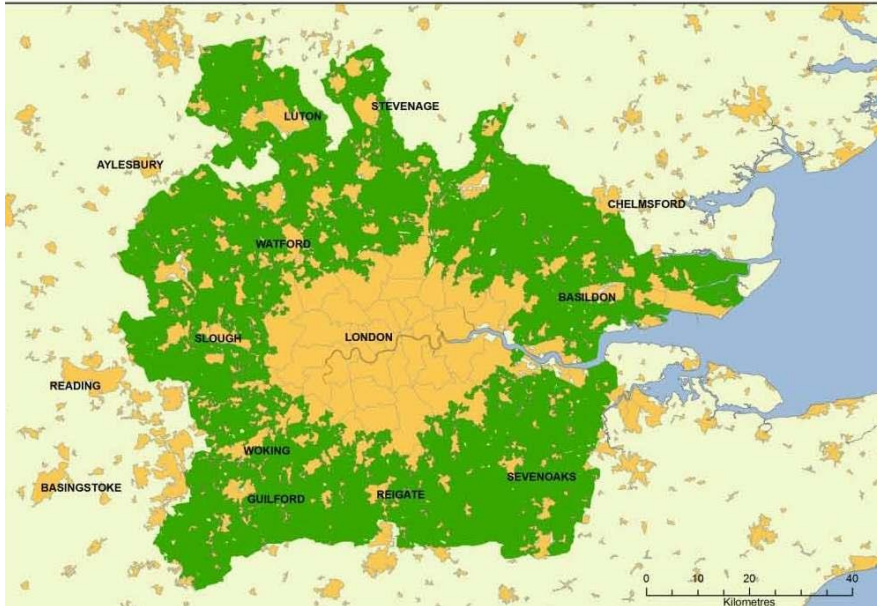 LUTON
STEVENAGE
AYLESBURY
CHELMSFORD
WATFORD
BASILDON
SLOUGH
LONDON
READING
WOKING
SEVENOAKS
BASINGSTOKE
GUILFORD
REIGATE
0 10 20 40
Kilometres